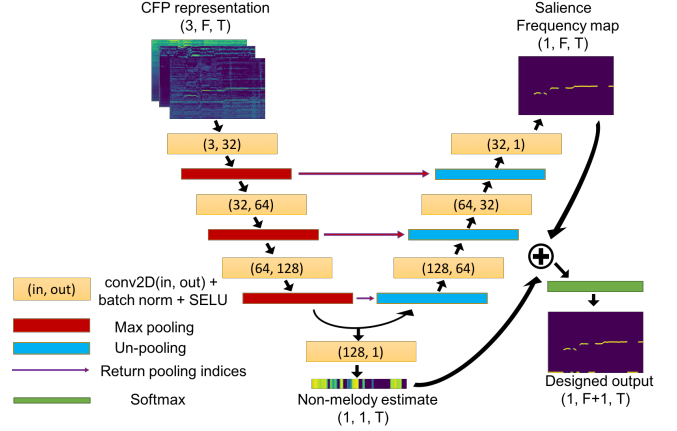 CFP representation
(3, F, T)
Salience
Frequency map
(1, F, T)
(3, 32)
(32, 1)
(32, 64)
(64, 32)
(64, 128)
(128, 64)
(in, out)
conv2D(in, out) +
batch norm + SELU
Max pooling
Un-pooling
Return pooling indices
Softmax
(128, 1)
Non-melody estimate
(1, 1, T)
Designed output
(1, F+1, T)